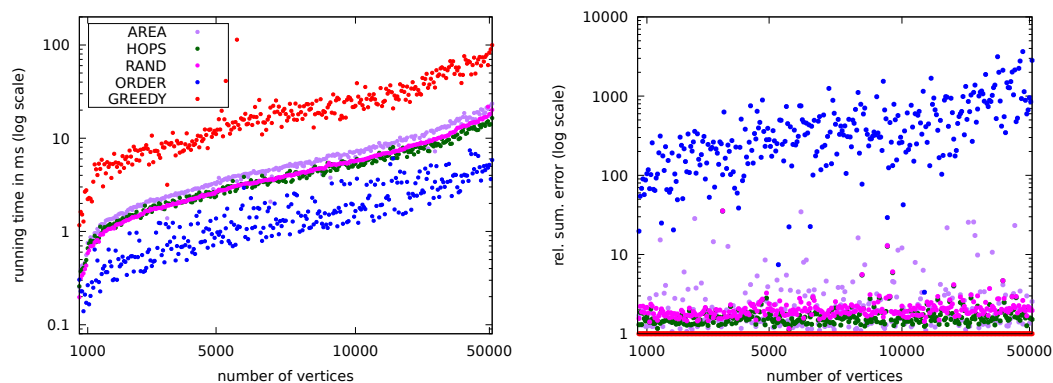 running time in ms (log scale)
100
10
1
0.1
AREA
HOPS
RAND
ORDER
GREEDY
1000 5000 10000 50000
number of vertices
rel. sum. error (log scale)
10000
1000
100
10
1
1000 5000 10000 50000
number of vertices